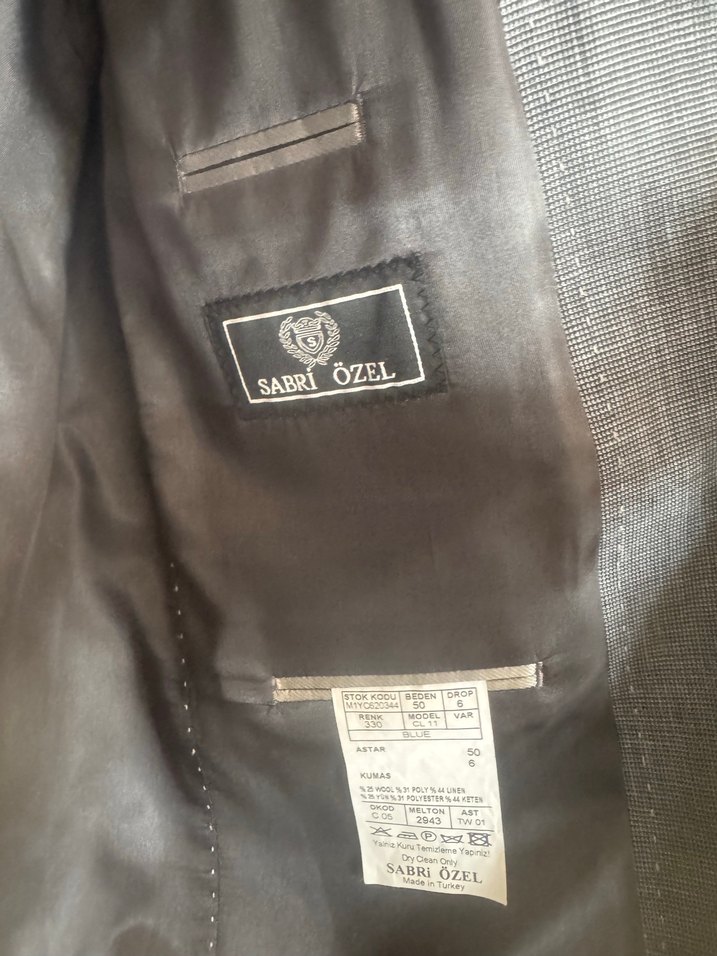 S
SABRİ ÖZEL
STOK KODU BEDEN DROP
M1YC620344 50 6
RENK MODEL VAR
330 CL 11
BLUE
ASTAR 50
6
KUMAS
% 25 WOOL % 31 POLY % 44 LINEN
% 25 YÜN % 31 POLYESTER % 44 KETEN
DKOD MELTON AST
C 05 2943 TW 01
Yalnız Kuru Temizleme Yapınız!
Dry Clean Only
SABRİ ÖZEL
Made in Turkey